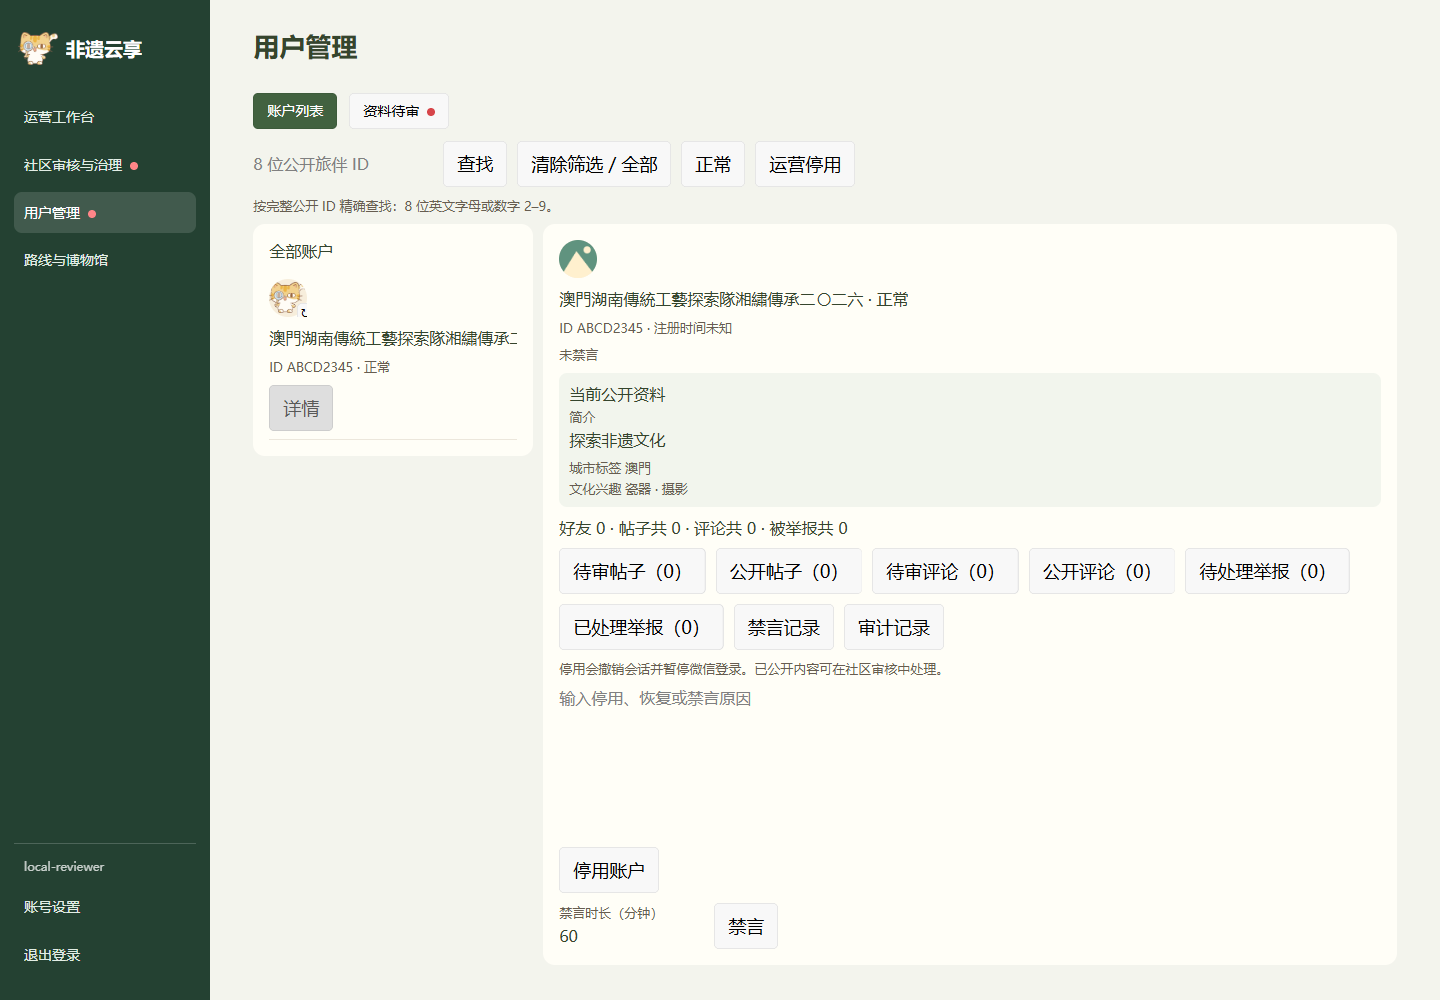 非遗云享
运营工作台
社区审核与治理
用户管理
路线与博物馆
local-reviewer
账号设置
退出登录
用户管理
账户列表
资料待审
8 位公开旅伴 ID
查找
清除筛选 / 全部
正常
运营停用
按完整公开 ID 精确查找：8 位英文字母或数字 2–9。
全部账户
澳門湖南傳統工藝探索隊湘繡傳承
ID ABCD2345 · 正常
详情
澳門湖南傳統工藝探索隊湘繡傳承二〇二六 · 正常
ID ABCD2345 · 注册时间未知
未禁言
当前公开资料
简介
探索非遗文化
城市标签 澳門
文化兴趣 瓷器 · 摄影
好友 0 · 帖子共 0 · 评论共 0 · 被举报共 0
待审帖子（0）
公开帖子（0）
待审评论（0）
公开评论（0）
待处理举报（0）
已处理举报（0）
禁言记录
审计记录
停用会撤销会话并暂停微信登录。已公开内容可在社区审核中处理。
输入停用、恢复或禁言原因
停用账户
禁言时长（分钟）
60
禁言